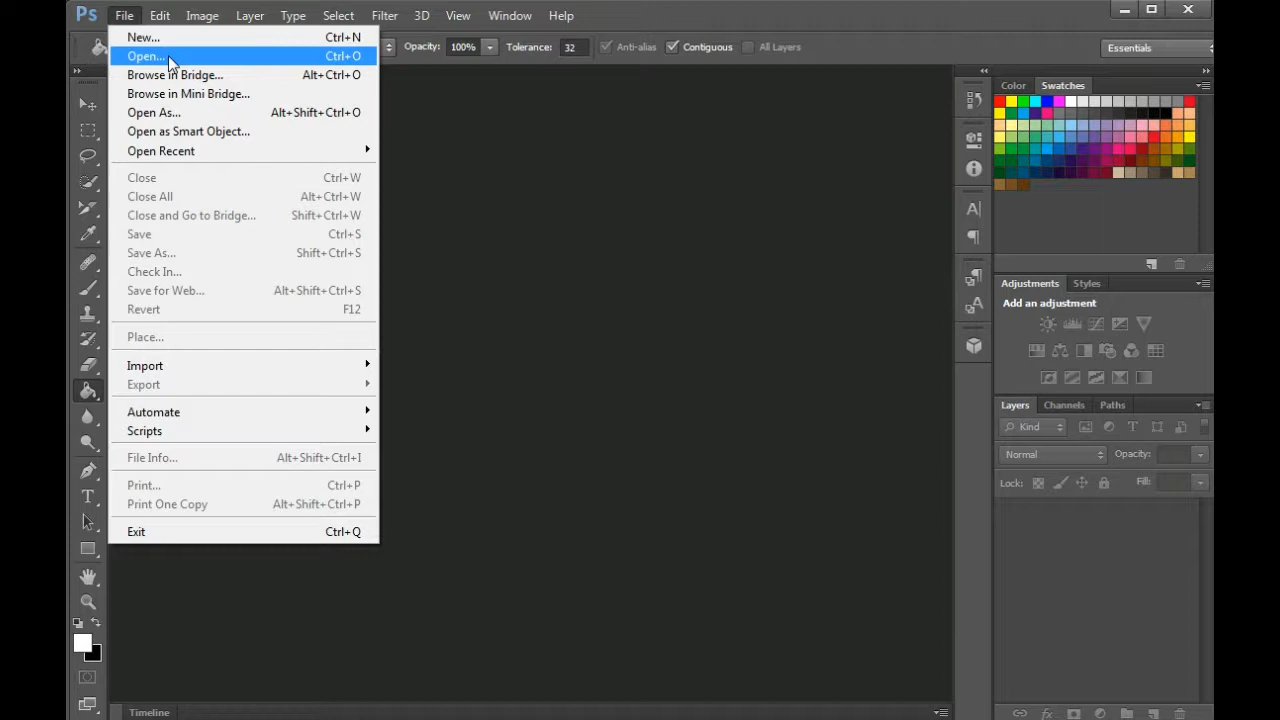 Ps File Edit Image Layer Type Select Filter 3D View Window Help
Opacity: 100% Tolerance: 32 Anti-alias Contiguous All Layers Essentials
New... Ctrl+N
Open... Ctrl+O
Browse in Bridge... Alt+Ctrl+O
Browse in Mini Bridge...
Open As... Alt+Shift+Ctrl+O
Open as Smart Object...
Open Recent
Close Ctrl+W
Close All Alt+Ctrl+W
Close and Go to Bridge... Shift+Ctrl+W
Save Ctrl+S
Save As... Shift+Ctrl+S
Check In...
Save for Web... Alt+Shift+Ctrl+S
Revert F12
Place...
Import
Export
Automate
Scripts
File Info... Alt+Shift+Ctrl+I
Print... Ctrl+P
Print One Copy Alt+Shift+Ctrl+P
Exit Ctrl+Q
Color Swatches
Adjustments Styles
Add an adjustment
Layers Channels Paths
Kind
Normal Opacity:
Lock: Fill:
Timeline